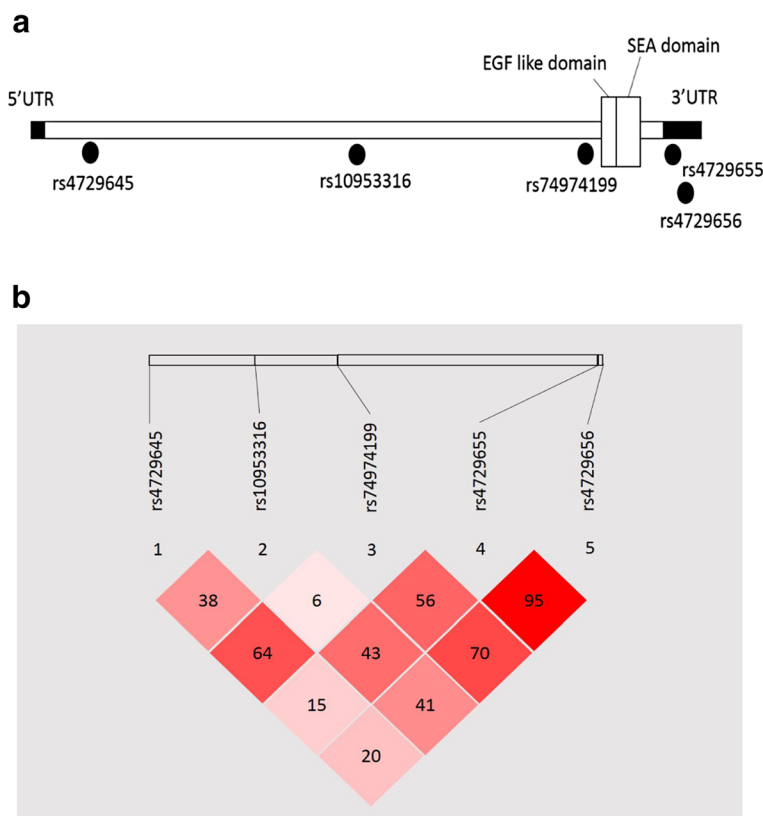 a
SEA domain
EGF like domain
5'UTR
3'UTR
rs4729645
rs10953316
rs74974199
rs4729655
rs4729656
b
rs4729645
rs10953316
rs74974199
rs4729655
rs4729656
1 2 3 4 5
38 6 56 95
64 43 70
15 41
20